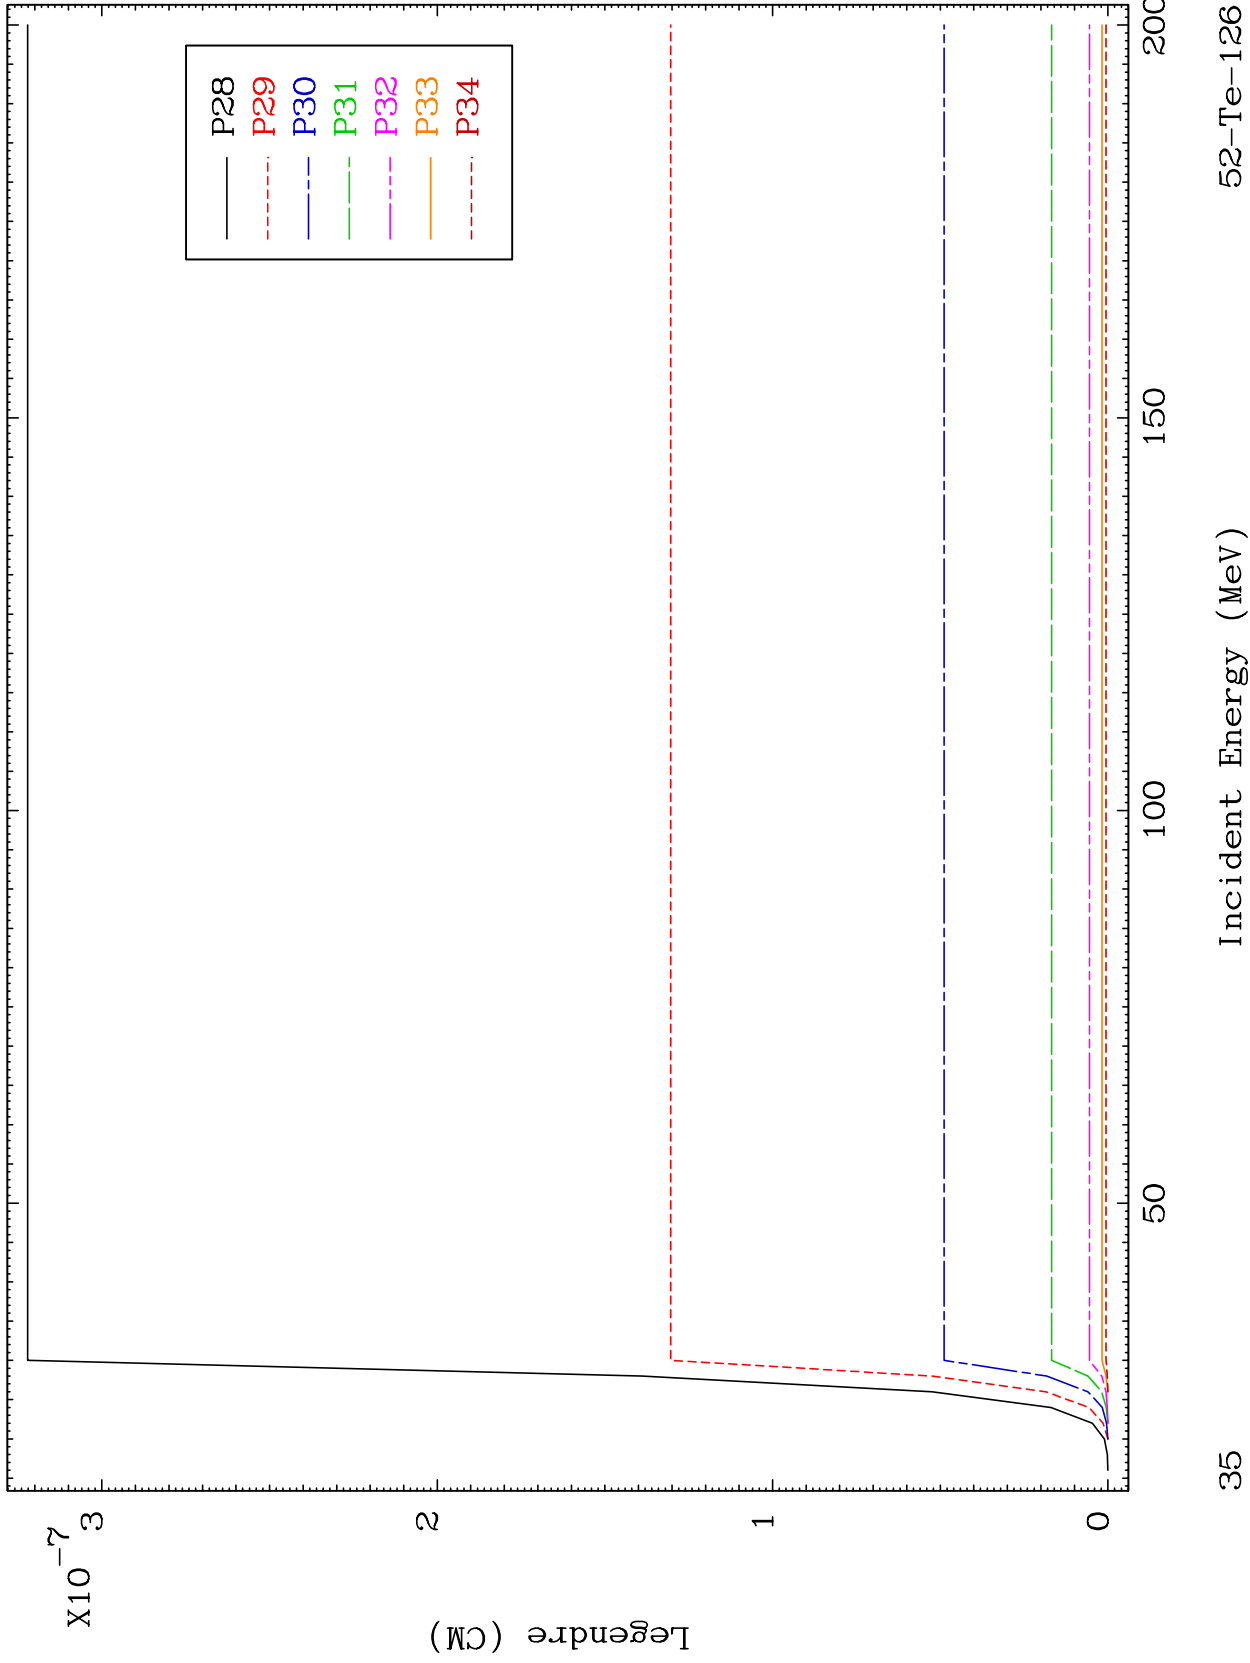 X10-7
3
2
1
0
Legendre (CM)
P28
P29
P30
P31
P32
P33
P34
50
100
150
200
Incident Energy (MeV)
35
52-Te-126